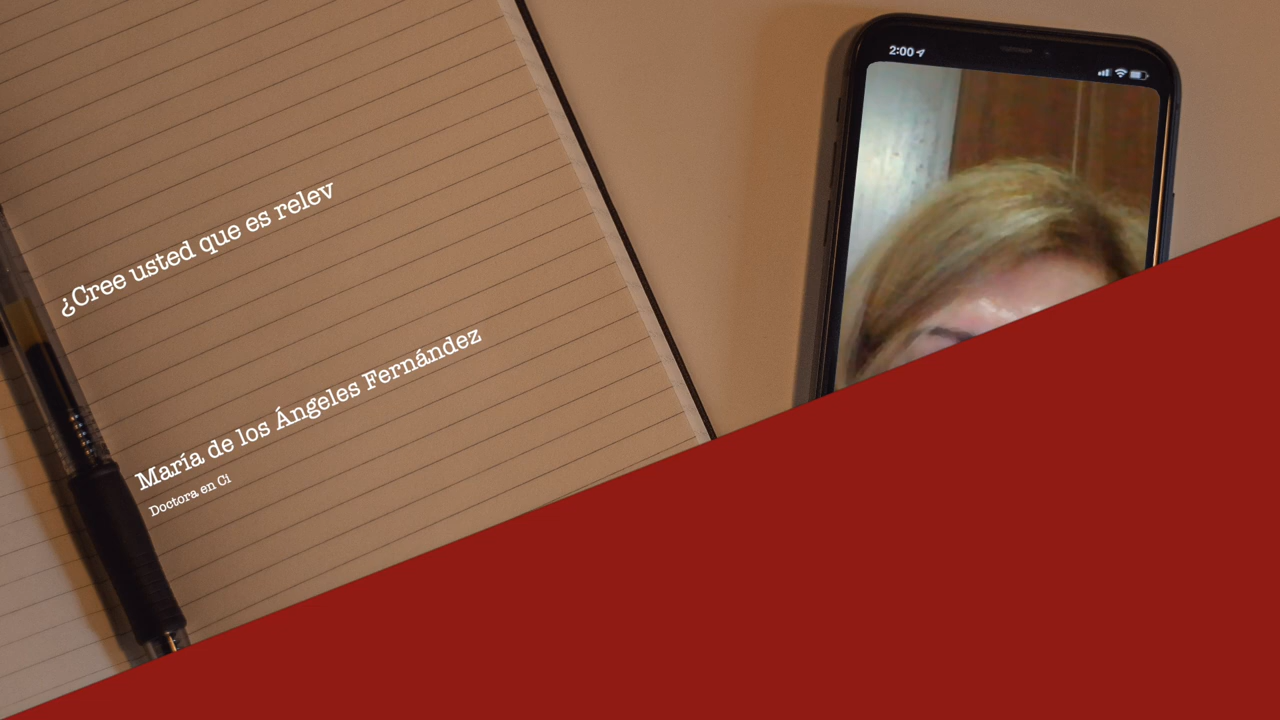 2:00
¿Cree usted que es relev
María de los Ángeles Fernández
Doctora en Ci